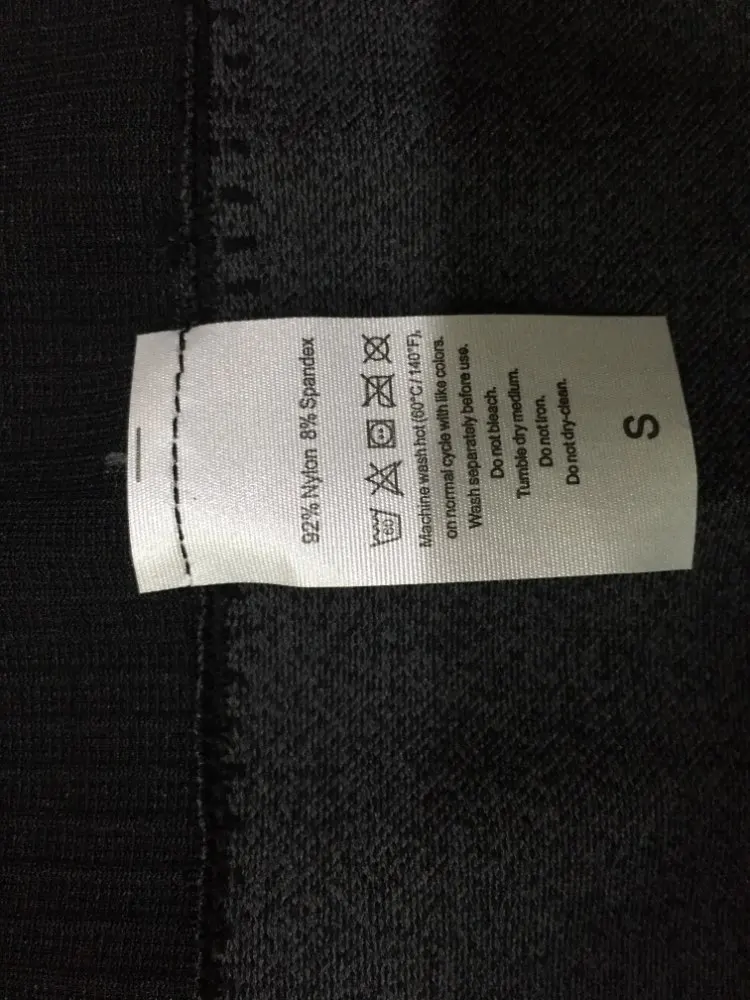 92% Nylon 8% Spandex
60
Machine wash hot (60°C/140°F),
on normal cycle with like colors.
Wash separately before use.
Do not bleach.
Tumble dry medium.
Do not Iron.
Do not dry-clean.
S